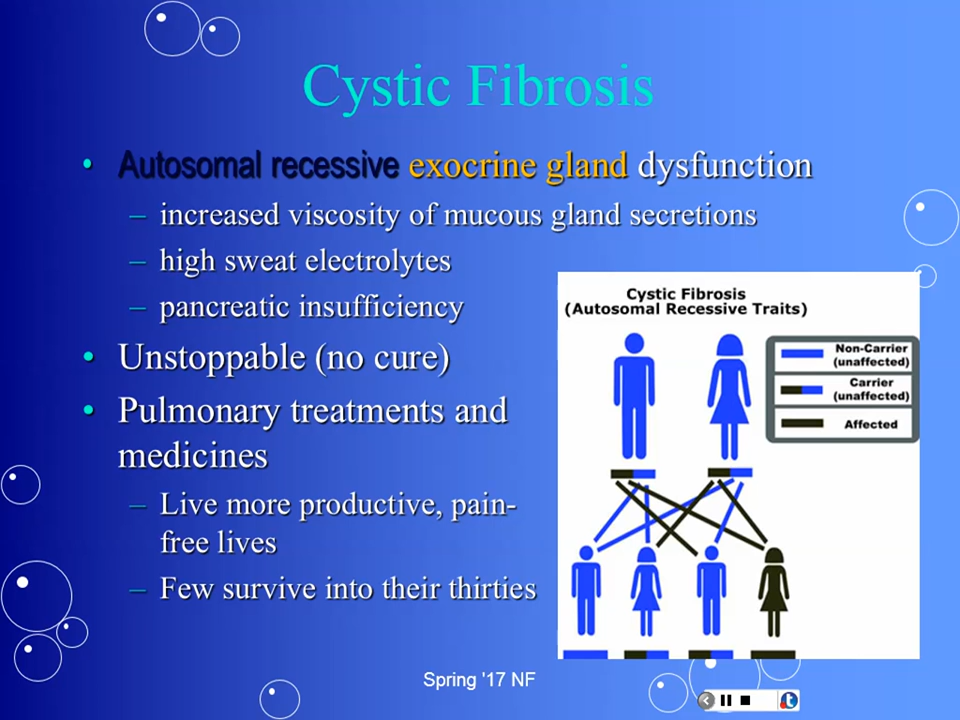 Cystic Fibrosis
• Autosomal recessive exocrine gland dysfunction
– increased viscosity of mucous gland secretions
– high sweat electrolytes
– pancreatic insufficiency
• Unstoppable (no cure)
• Pulmonary treatments and
medicines
– Live more productive, pain-
free lives
– Few survive into their thirties
Cystic Fibrosis
(Autosomal Recessive Traits)
Non-Carrier
(unaffected)
Carrier
(unaffected)
Affected
Spring '17 NF
t